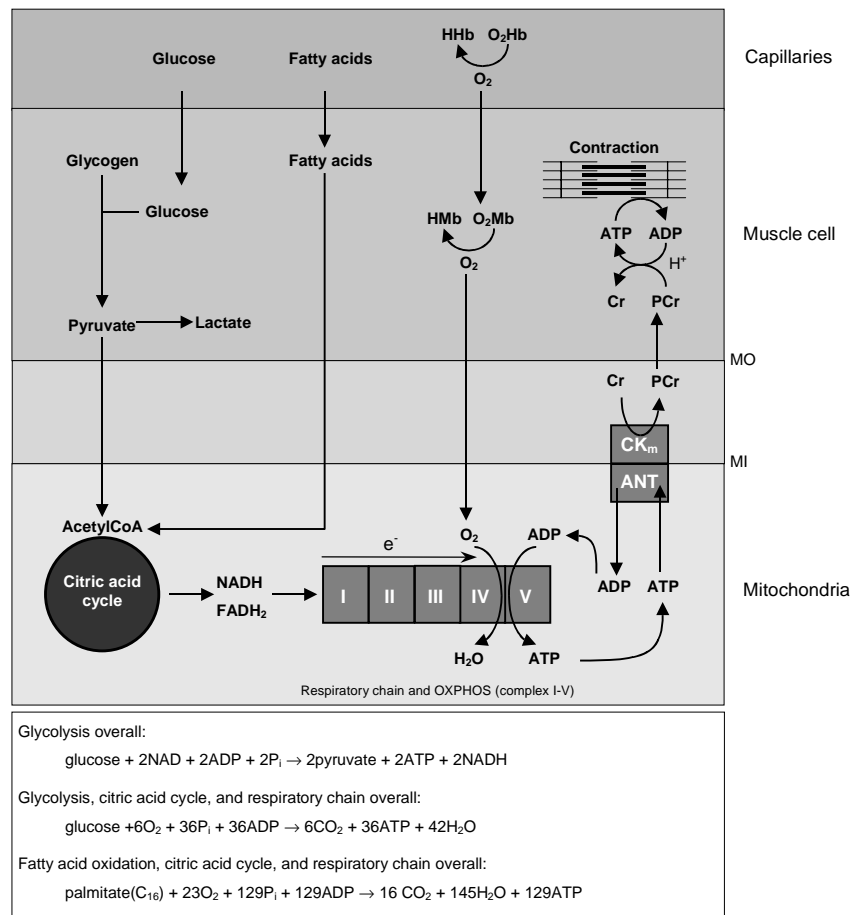 HHb O₂Hb
Capillaries
Glucose Fatty acids
O₂
Contraction
Glycogen Fatty acids
Glucose HMb O₂Mb ATP ADP Muscle cell
O₂ H⁺
Cr PCr
Pyruvate Lactate
MO
Cr PCr
CKₘ
MI
ANT
AcetylCoA O₂ ADP
e⁻
Citric acid
cycle
NADH
FADH₂
I II III IV V
ADP ATP Mitochondria
H₂O ATP
Respiratory chain and OXPHOS (complex I-V)
Glycolysis overall:
glucose + 2NAD + 2ADP + 2Pᵢ → 2pyruvate + 2ATP + 2NADH
Glycolysis, citric acid cycle, and respiratory chain overall:
glucose +6O₂ + 36Pᵢ + 36ADP → 6CO₂ + 36ATP + 42H₂O
Fatty acid oxidation, citric acid cycle, and respiratory chain overall:
palmitate(C₁₆) + 23O₂ + 129Pᵢ + 129ADP → 16 CO₂ + 145H₂O + 129ATP